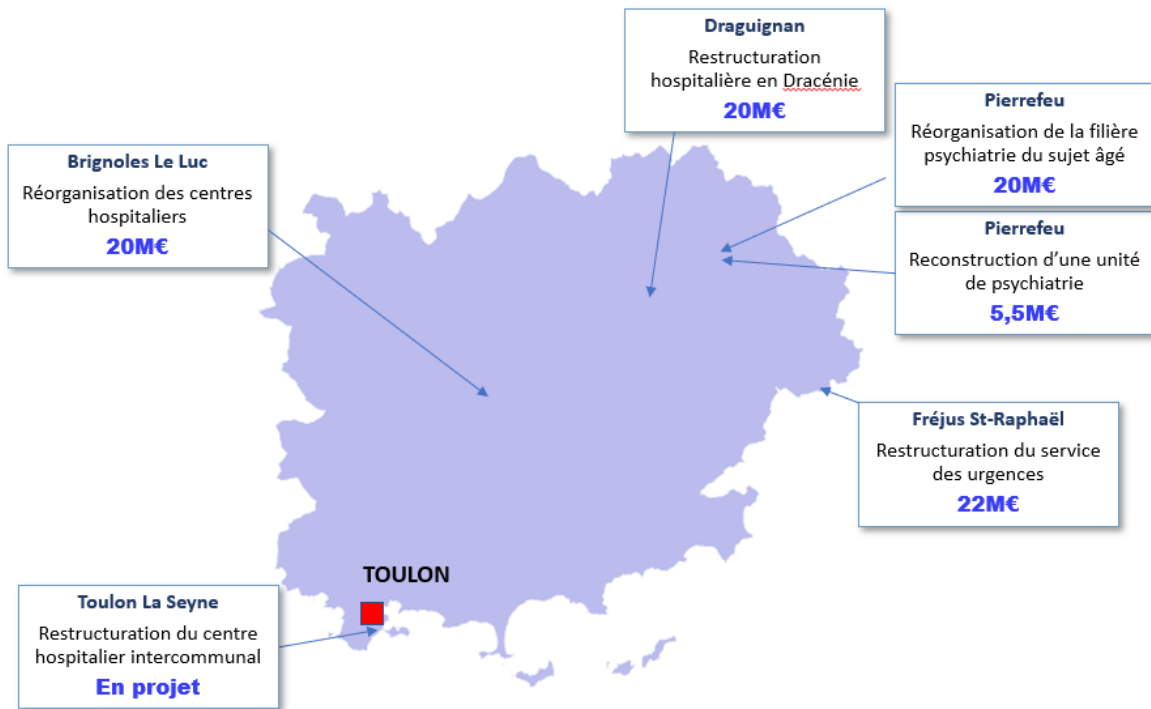 Draguignan
Restructuration
hospitalière en Dracénie
20M€
Pierrefeu
Réorganisation de la filière
psychiatrie du sujet âgé
20M€
Brignoles Le Luc
Réorganisation des centres
hospitaliers
20M€
Pierrefeu
Reconstruction d’une unité
de psychiatrie
5,5M€
Fréjus St-Raphaël
Restructuration du service
des urgences
22M€
TOULON
Toulon La Seyne
Restructuration du centre
hospitalier intercommunal
En projet